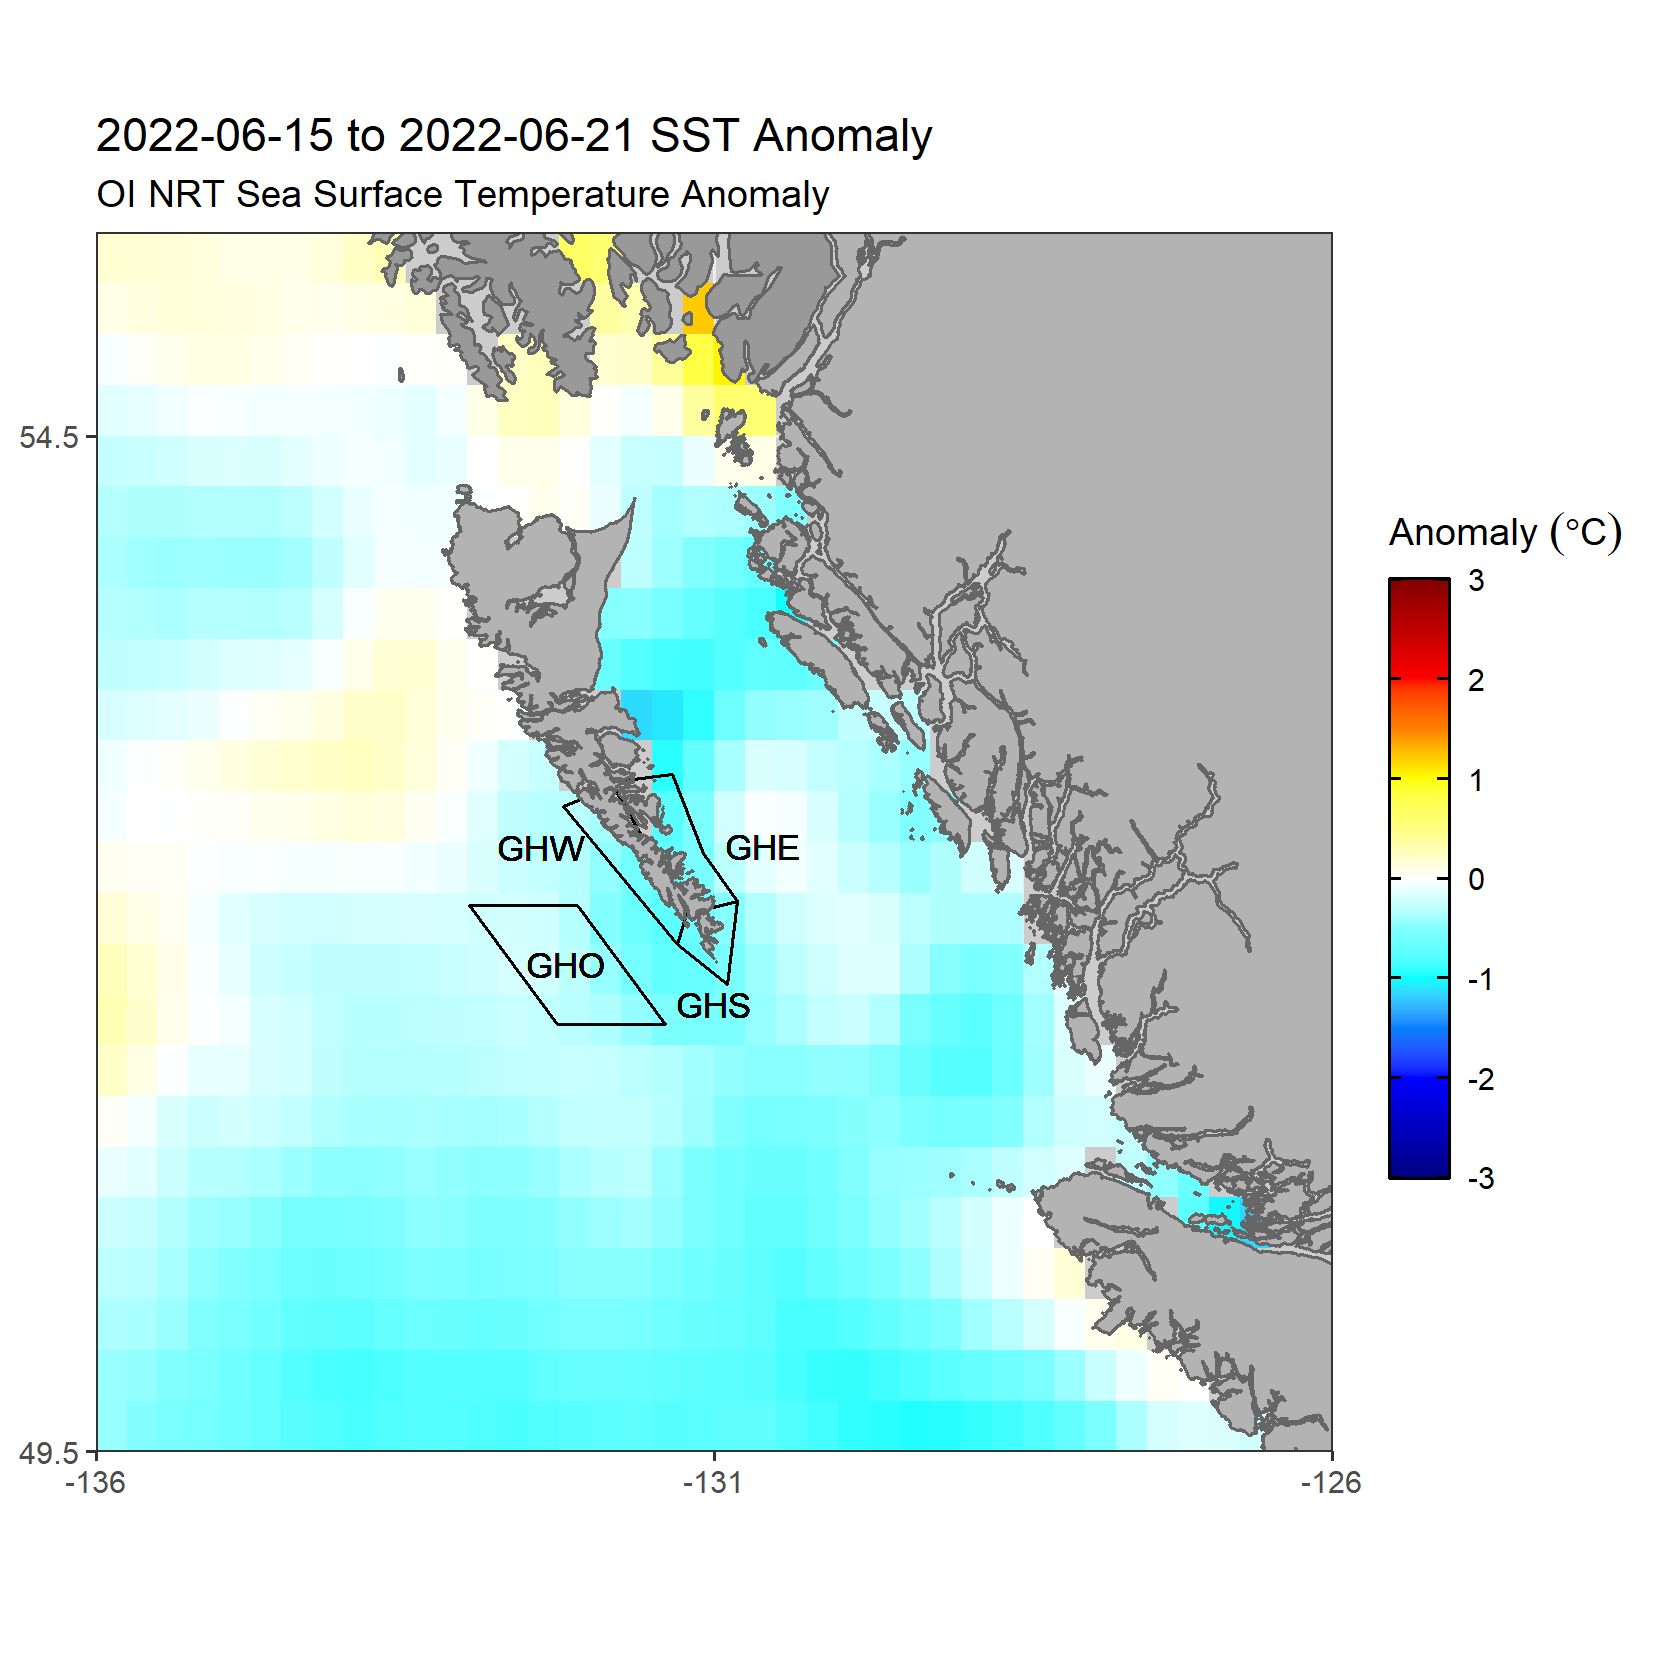 2022-06-15 to 2022-06-21 SST Anomaly
OI NRT Sea Surface Temperature Anomaly
Anomaly (°C)
3
2
1
0
-1
-2
-3
54.5
49.5
GHW
GHE
GHO
GHS
-136
-131
-126